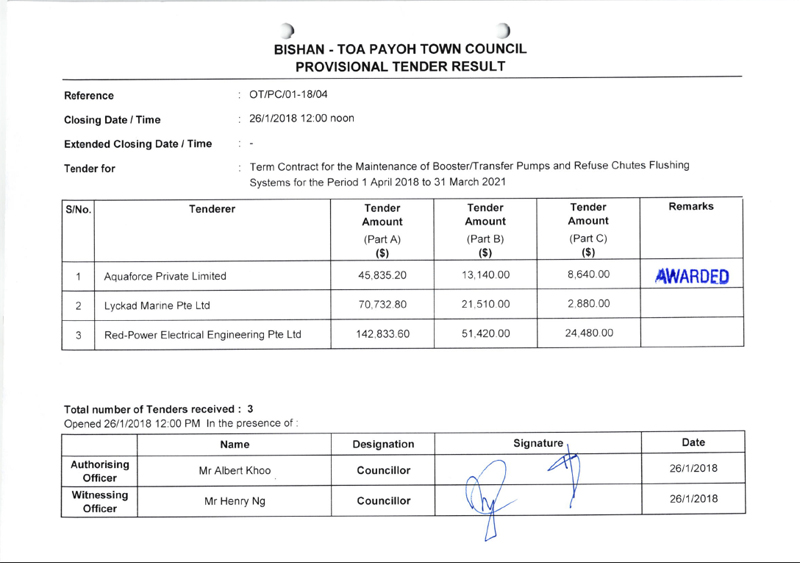 BISHAN - TOA PAYOH TOWN COUNCIL
PROVISIONAL TENDER RESULT
Reference : OT/PC/01-18/04
Closing Date / Time : 26/1/2018 12:00 noon
Extended Closing Date / Time : -
Tender for : Term Contract for the Maintenance of Booster/Transfer Pumps and Refuse Chutes Flushing
Systems for the Period 1 April 2018 to 31 March 2021
S/No. Tenderer Tender Amount (Part A) ($) Tender Amount (Part B) ($) Tender Amount (Part C) ($) Remarks
1 Aquaforce Private Limited 45,835.20 13,140.00 8,640.00 AWARDED
2 Lyckad Marine Pte Ltd 70,732.80 21,510.00 2,880.00
3 Red-Power Electrical Engineering Pte Ltd 142,833.60 51,420.00 24,480.00
Total number of Tenders received : 3
Opened 26/1/2018 12:00 PM In the presence of :
Name Designation Signature Date
Authorising Officer Mr Albert Khoo Councillor 26/1/2018
Witnessing Officer Mr Henry Ng Councillor 26/1/2018